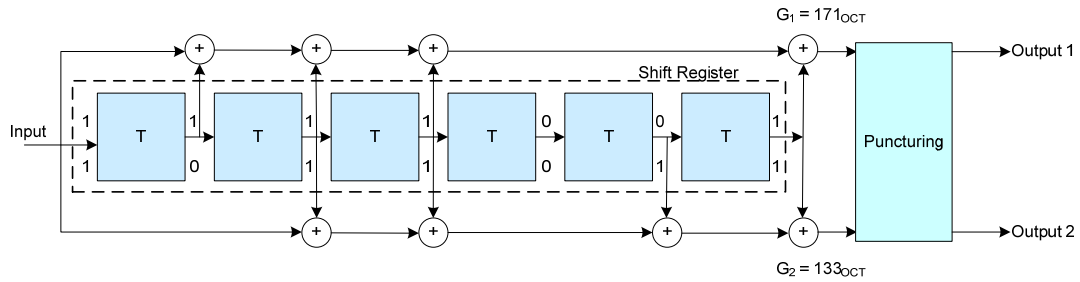 G₁ = 171OCT
+ + + +
Output 1
Shift Register
Input
1 1 1 1 0 0 1
T T T T T T
1 0 1 1 0 1 1
Puncturing
+ + + +
Output 2
G₂ = 133OCT